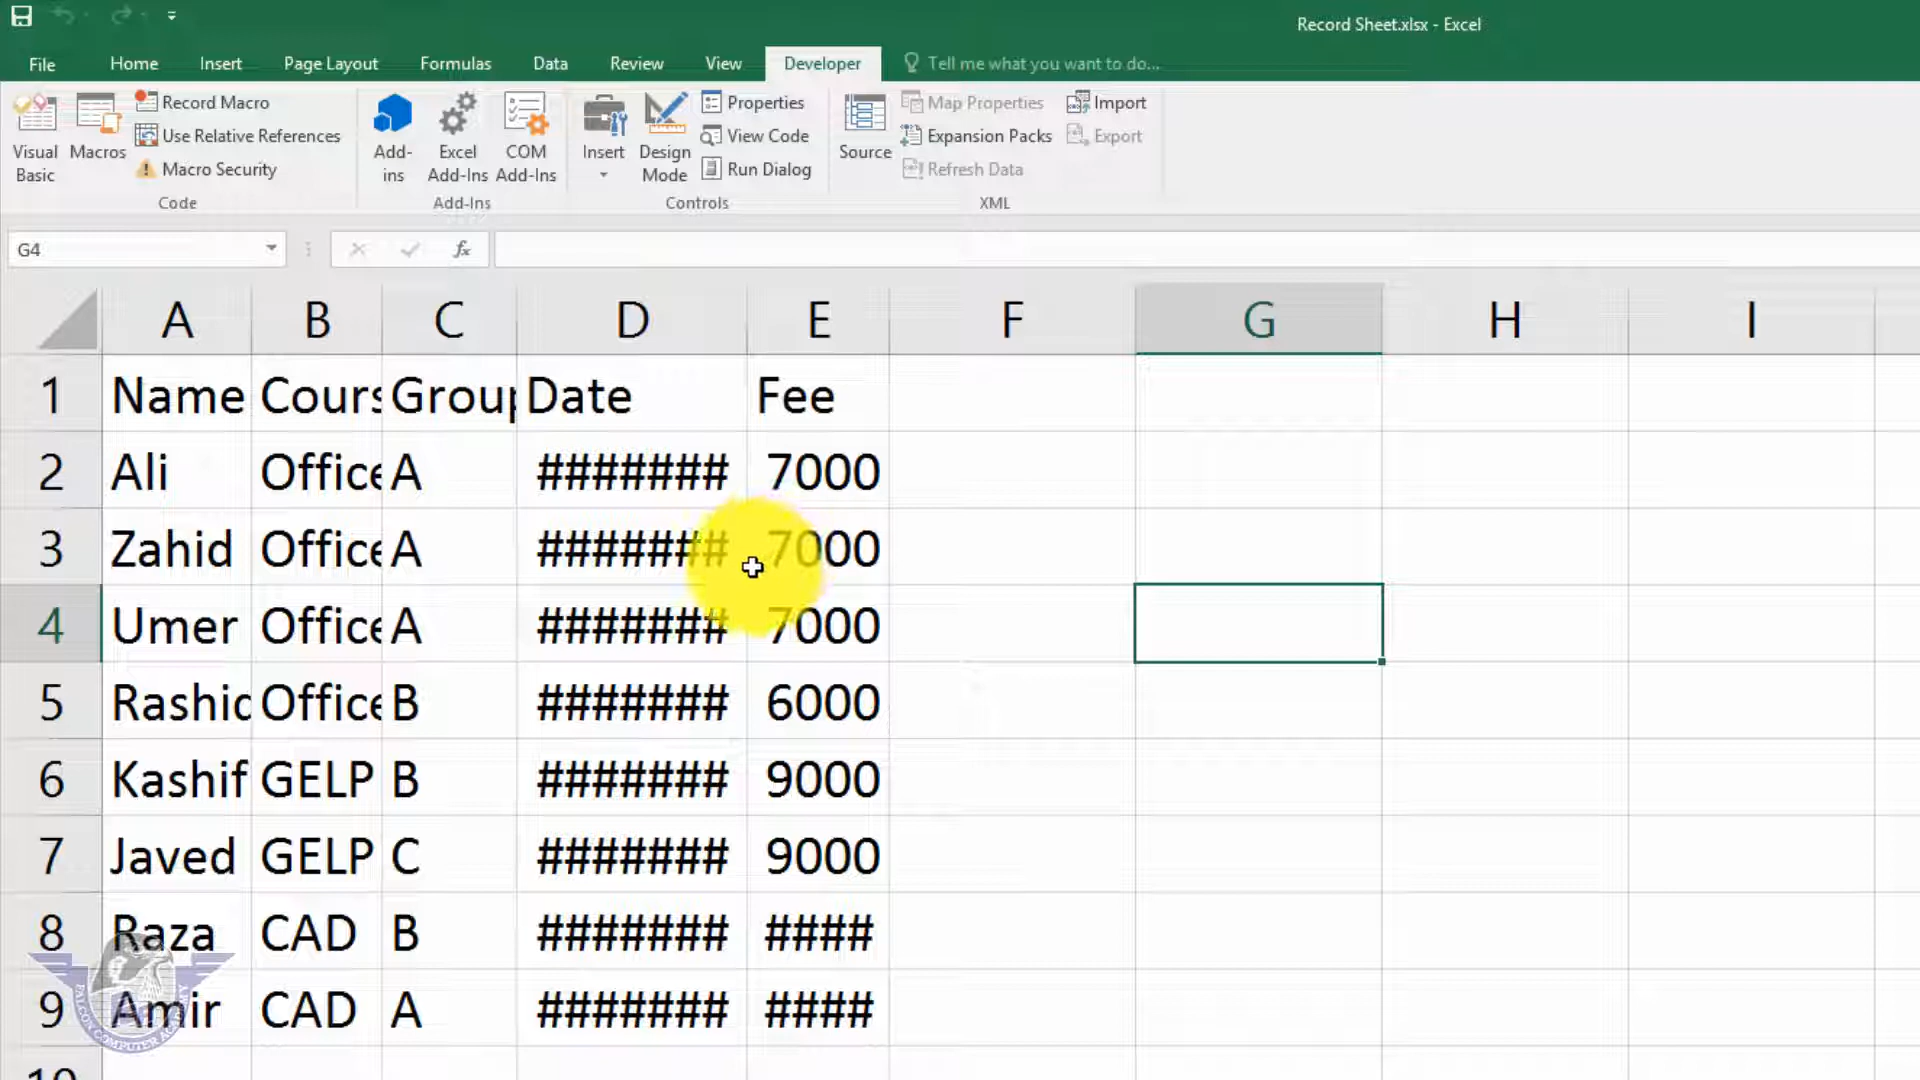 Record Sheet.xlsx - Excel
File Home Insert Page Layout Formulas Data Review View Developer Tell me what you want to do...
Visual Basic
Macros
Record Macro
Use Relative References
Macro Security
Code
Add-ins
Excel Add-Ins
COM Add-Ins
Add-Ins
Insert
Design Mode
Properties
View Code
Run Dialog
Controls
Source
Map Properties
Expansion Packs
Refresh Data
Import
Export
XML
G4 fx
A B C D E F G H I
1 Name Cours Group Date Fee
2 Ali Office A ####### 7000
3 Zahid Office A ####### 7000
4 Umer Office A ####### 7000
5 Rashid Office B ####### 6000
6 Kashif GELP B ####### 9000
7 Javed GELP C ####### 9000
8 Raza CAD B ####### ####
9 Amir CAD A ####### ####
10
FALCON COMPUTER